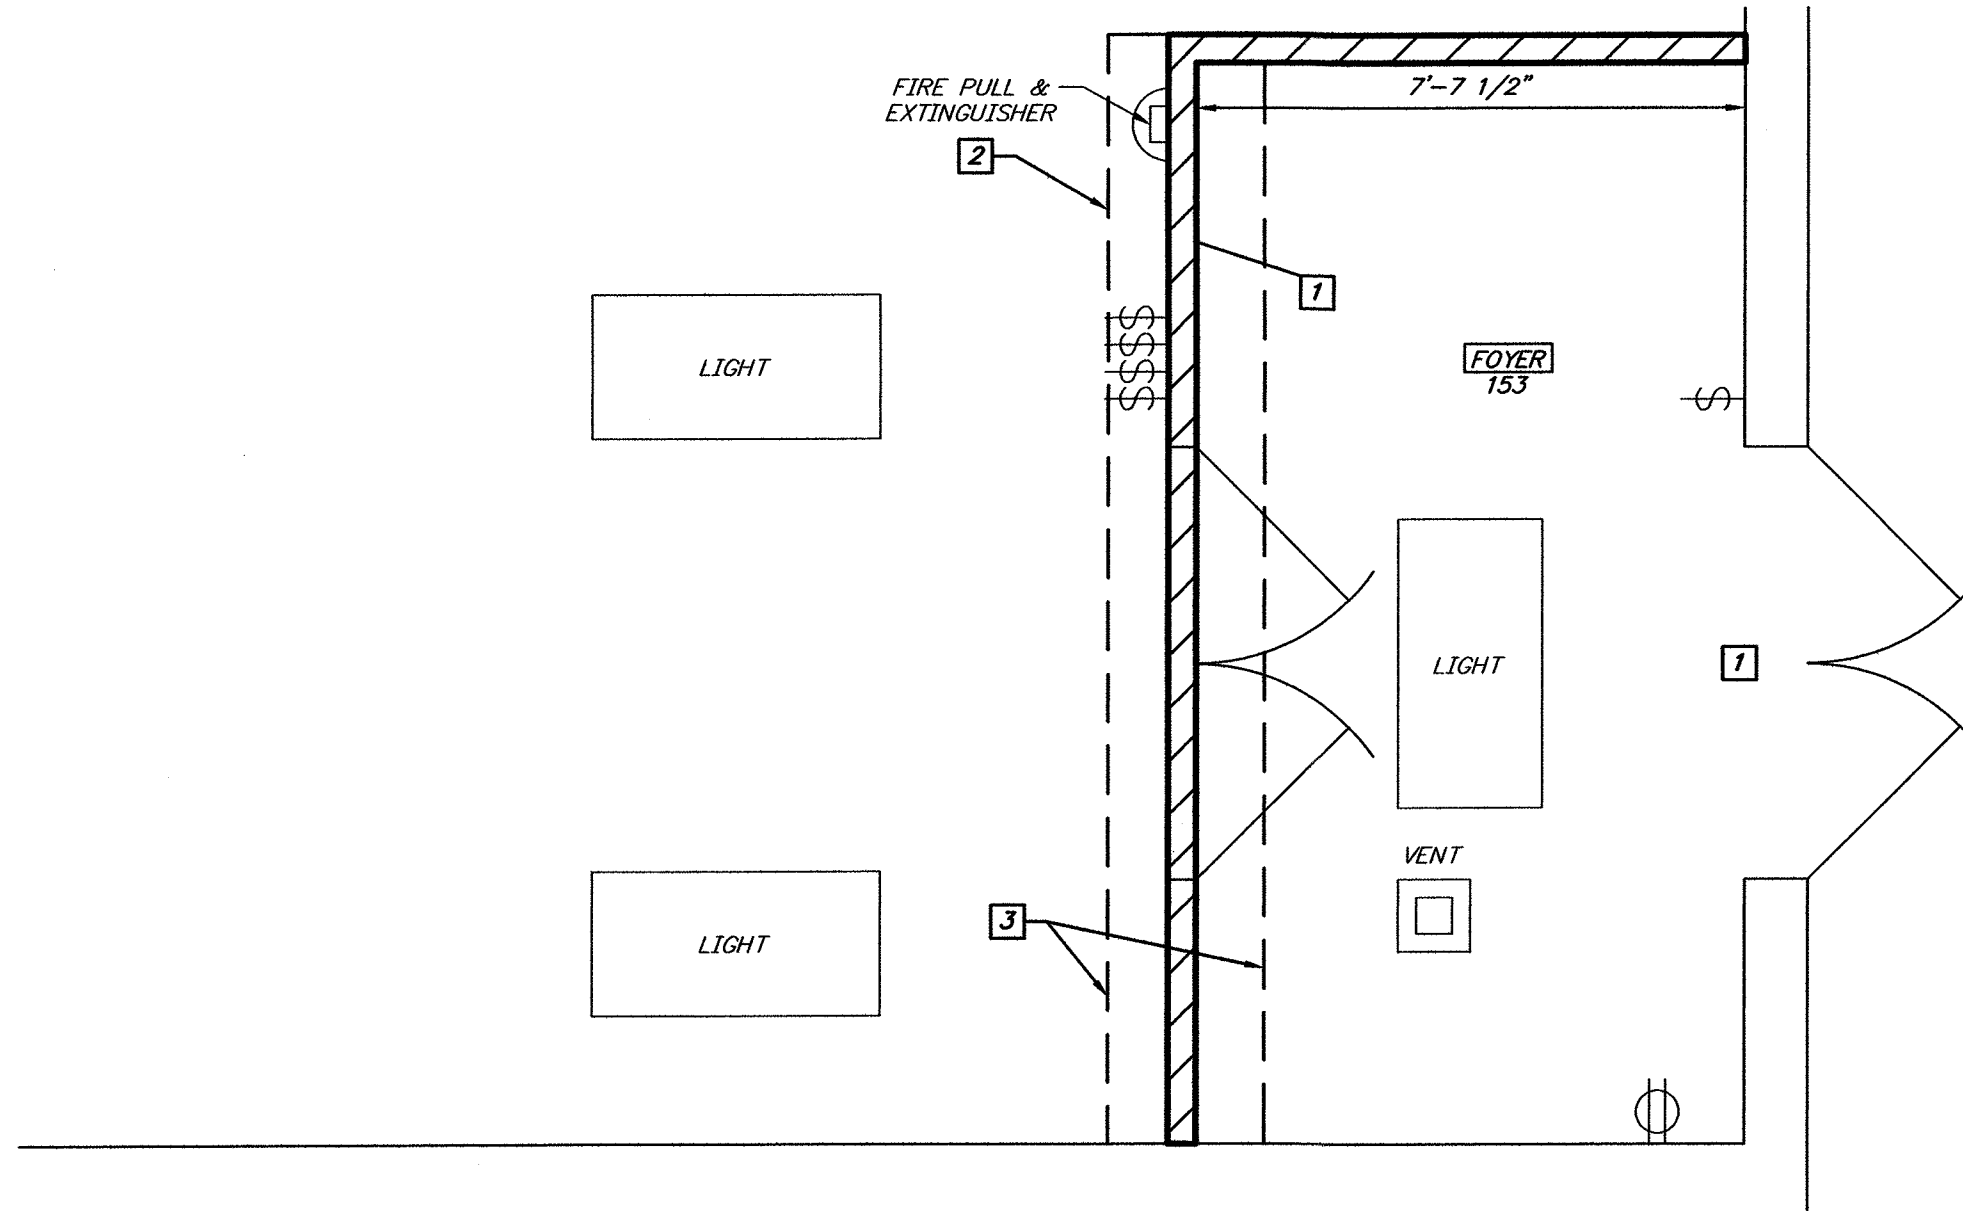 FIRE PULL &
EXTINGUISHER
2
7'-7 1/2"
1
LIGHT
$
$
$
$
FOYER
153
$
LIGHT
1
VENT
3
LIGHT